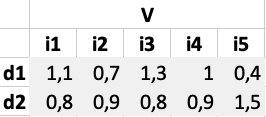 V
i1 i2 i3 i4 i5
d1 1,1 0,7 1,3 1 0,4
d2 0,8 0,9 0,8 0,9 1,5